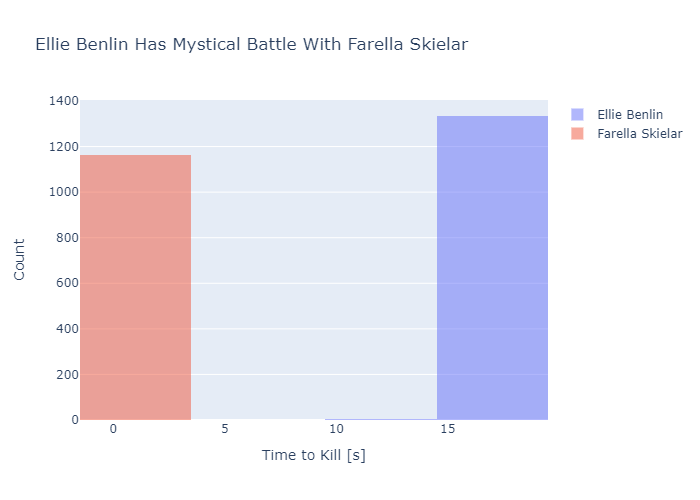 Ellie Benlin Has Mystical Battle With Farella Skielar
1400
1200
1000
800
600
400
200
0
Count
0 5 10 15
Time to Kill [s]
Ellie Benlin
Farella Skielar